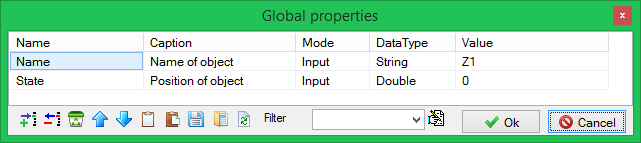 Global properties
Name Caption Mode DataType Value
Name Name of object Input String Z1
State Position of object Input Double 0
Filter Ok Cancel